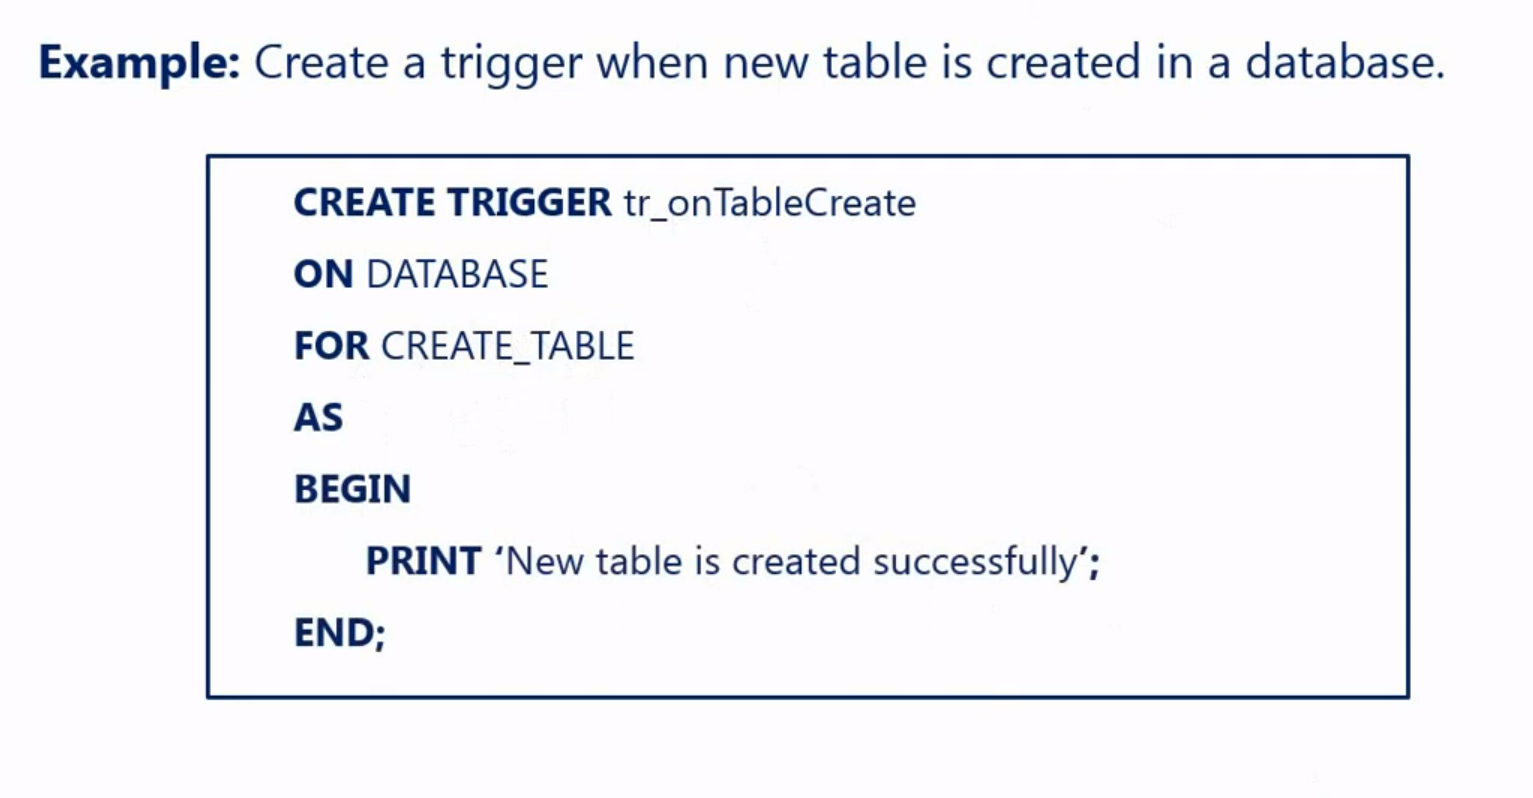 Example: Create a trigger when new table is created in a database.
CREATE TRIGGER tr_onTableCreate
ON DATABASE
FOR CREATE_TABLE
AS
BEGIN
PRINT ‘New table is created successfully’;
END;